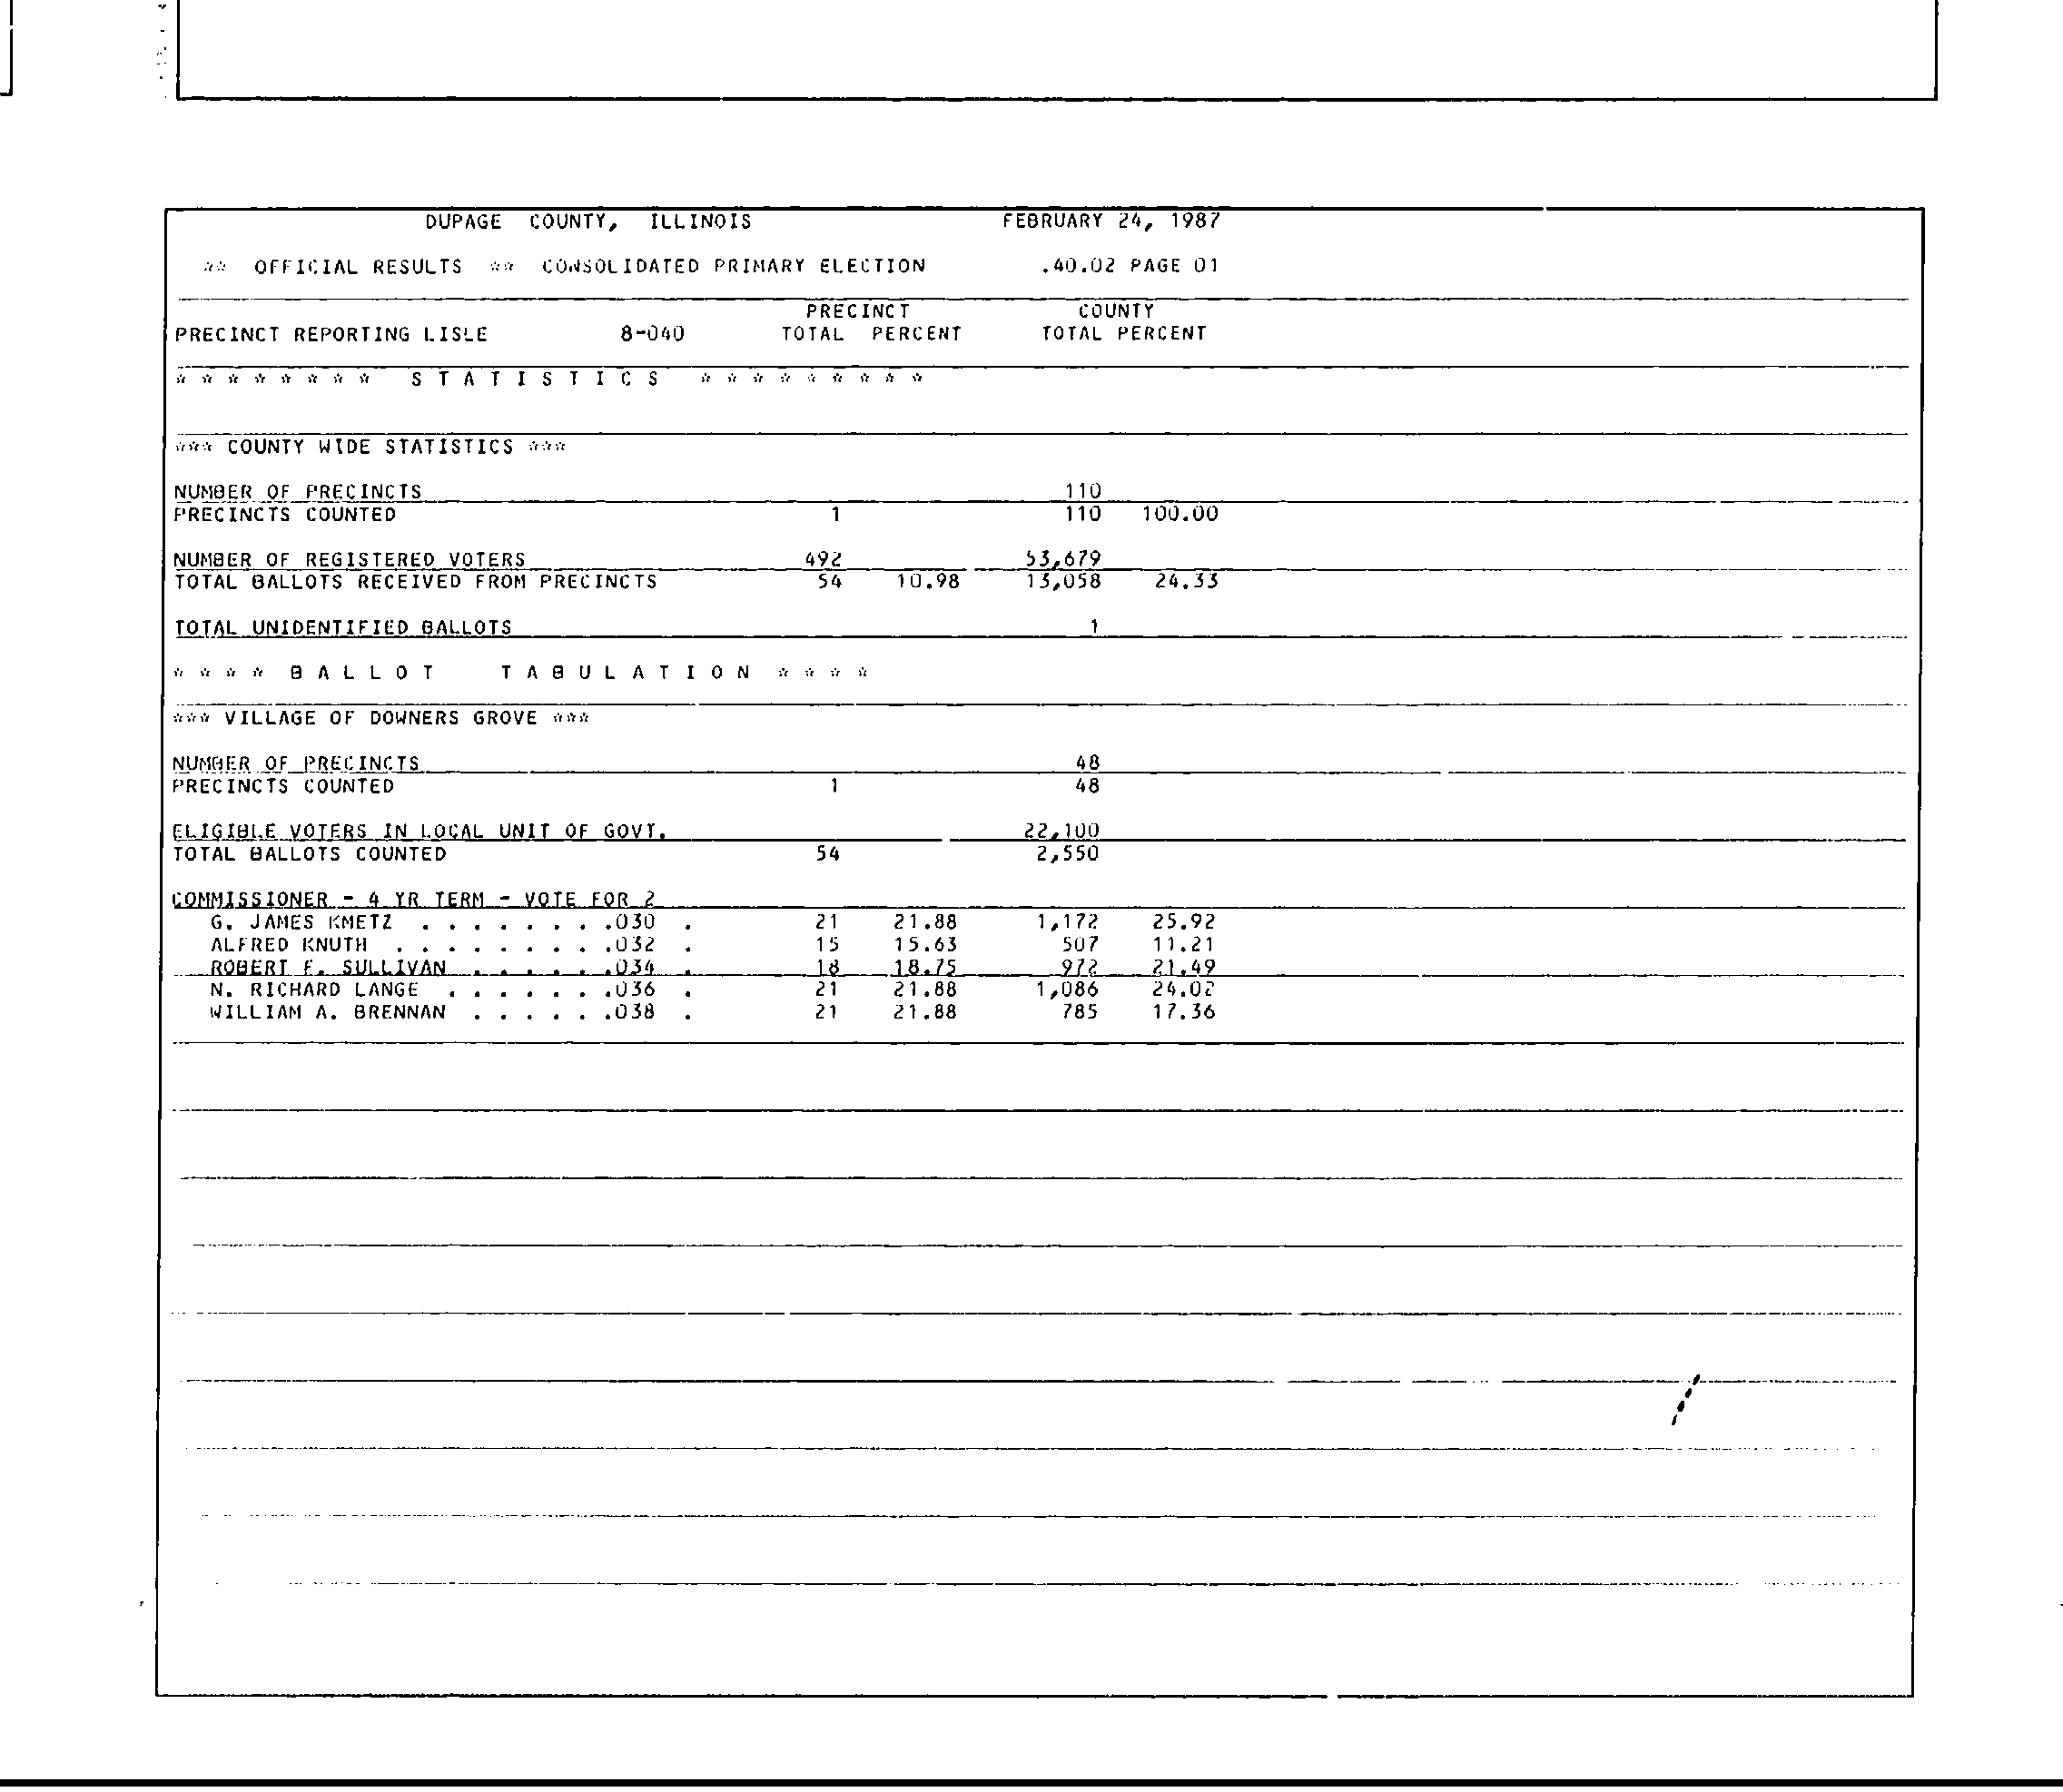 DUPAGE COUNTY, ILLINOIS FEBRUARY 24, 1987
** OFFICIAL RESULTS ** CONSOLIDATED PRIMARY ELECTION .40.02 PAGE 01
PRECINCT COUNTY
PRECINCT REPORTING LISLE 8-040 TOTAL PERCENT TOTAL PERCENT
* * * * * * * * S T A T I S T I C S * * * * * * * * *
*** COUNTY WIDE STATISTICS ***
NUMBER OF PRECINCTS 110
PRECINCTS COUNTED 1 110 100.00
NUMBER OF REGISTERED VOTERS 492 53,679
TOTAL BALLOTS RECEIVED FROM PRECINCTS 54 10.98 13,058 24.33
TOTAL UNIDENTIFIED BALLOTS 1
* * * * B A L L O T T A B U L A T I O N * * * *
*** VILLAGE OF DOWNERS GROVE ***
NUMBER OF PRECINCTS 48
PRECINCTS COUNTED 1 48
ELIGIBLE VOTERS IN LOCAL UNIT OF GOVT. 22,100
TOTAL BALLOTS COUNTED 54 2,550
COMMISSIONER - 4 YR TERM - VOTE FOR 2
G. JAMES KMETZ . . . . . . . .030 . 21 21.88 1,172 25.92
ALFRED KNUTH . . . . . . . . .032 . 15 15.63 507 11.21
ROBERT F. SULLIVAN . . . . . .034 . 18 18.75 972 21.49
N. RICHARD LANGE . . . . . . .036 . 21 21.88 1,086 24.02
WILLIAM A. BRENNAN . . . . . .038 . 21 21.88 785 17.36